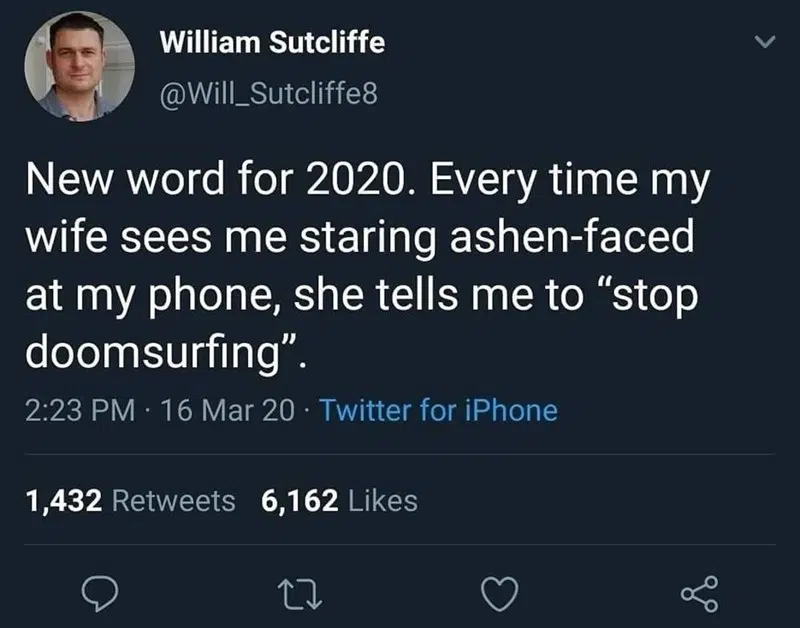 William Sutcliffe
@Will_Sutcliffe8
New word for 2020. Every time my
wife sees me staring ashen-faced
at my phone, she tells me to “stop
doomsurfing”.
2:23 PM · 16 Mar 20 · Twitter for iPhone
1,432 Retweets 6,162 Likes